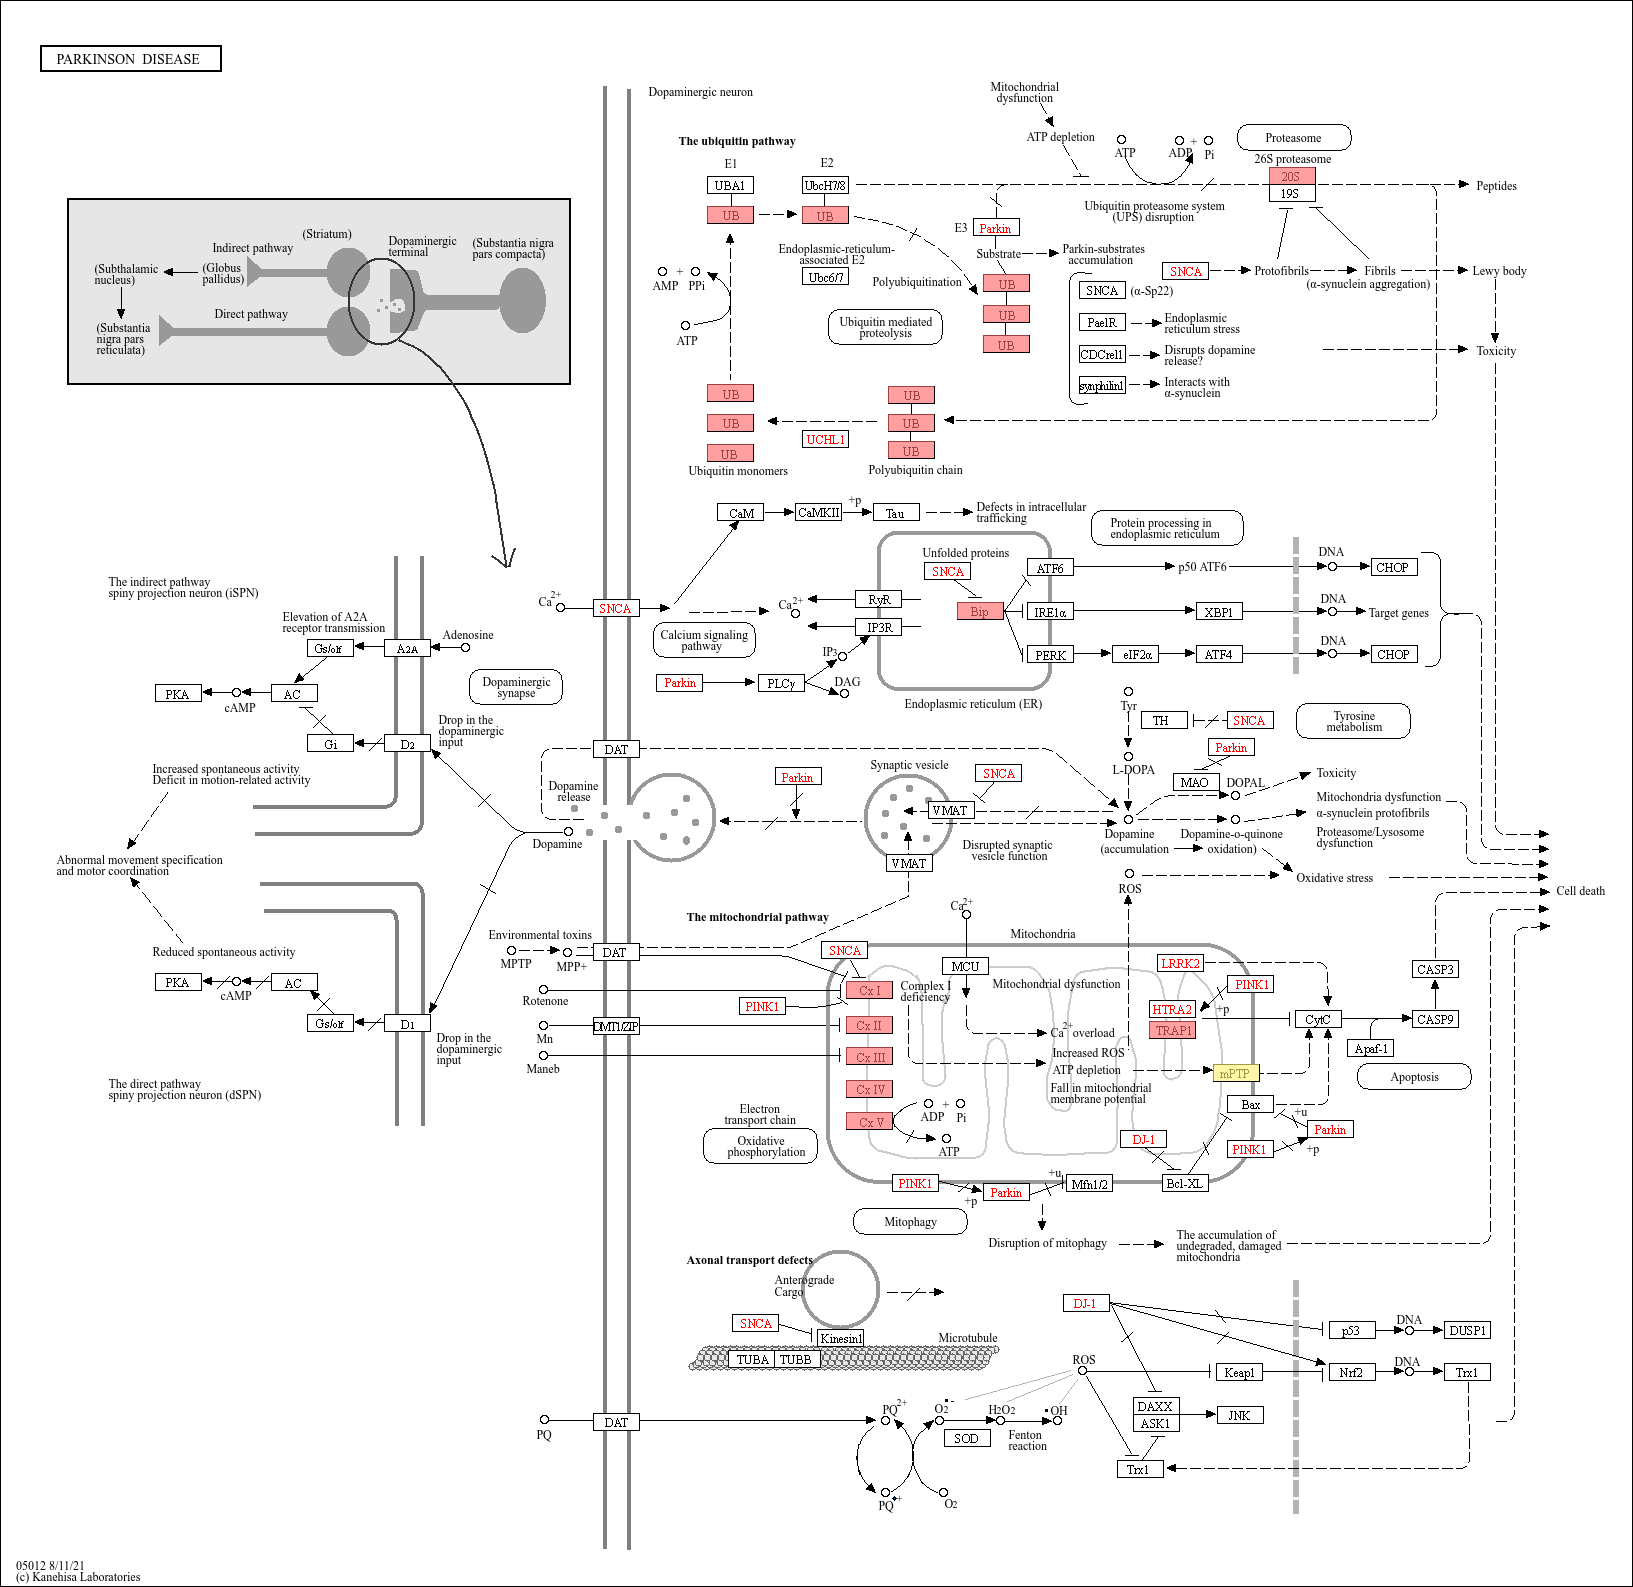 PARKINSON DISEASE
Dopaminergic neuron
Mitochondrial
dysfunction
ATP depletion
The ubiquitin pathway
E1
E2
UBA1
UbcH7/8
UB
UB
ATP
ADP
+
Pi
Proteasome
26S proteasome
20S
19S
Peptides
Ubiquitin proteasome system
(UPS) disruption
E3
Parkin
Substrate
Parkin-substrates
accumulation
Endoplasmic-reticulum-
associated E2
Ubc6/7
Polyubiquitination
UB
UB
UB
Ubiquitin mediated
proteolysis
AMP
+
PPi
ATP
SNCA
Protofibrils
Fibrils
(α-synuclein aggregation)
Lewy body
SNCA
(α-Sp22)
PaelR
Endoplasmic
reticulum stress
CDCrel1
Disrupts dopamine
release?
synphilin1
Interacts with
α-synuclein
Toxicity
UB
UB
UB
Ubiquitin monomers
UCHL1
UB
UB
UB
Polyubiquitin chain
(Striatum)
Indirect pathway
Dopaminergic
terminal
(Substantia nigra
pars compacta)
(Subthalamic
nucleus)
(Globus
pallidus)
Direct pathway
(Substantia
nigra pars
reticulata)
CaM
CaMKII
+p
Tau
Defects in intracellular
trafficking
Protein processing in
endoplasmic reticulum
Unfolded proteins
SNCA
Bip
ATF6
p50 ATF6
DNA
CHOP
IRE1α
XBP1
DNA
Target genes
PERK
eIF2α
ATF4
DNA
CHOP
RyR
IP3R
Ca2+
SNCA
Ca2+
Calcium signaling
pathway
Parkin
PLCγ
IP3
DAG
Endoplasmic reticulum (ER)
The indirect pathway
spiny projection neuron (iSPN)
Elevation of A2A
receptor transmission
Gs/olf
A2A
Adenosine
PKA
cAMP
AC
Gi
D2
Drop in the
dopaminergic
input
Dopaminergic
synapse
Increased spontaneous activity
Deficit in motion-related activity
Abnormal movement specification
and motor coordination
Reduced spontaneous activity
PKA
cAMP
AC
Gs/olf
D1
Drop in the
dopaminergic
input
The direct pathway
spiny projection neuron (dSPN)
DAT
Dopamine
release
Dopamine
Parkin
Synaptic vesicle
SNCA
VMAT
VMAT
Disrupted synaptic
vesicle function
Tyr
TH
SNCA
Tyrosine
metabolism
L-DOPA
Parkin
MAO
DOPAL
Toxicity
Dopamine
(accumulation
Dopamine-o-quinone
oxidation)
Mitochondria dysfunction
α-synuclein protofibrils
Proteasome/Lysosome
dysfunction
ROS
Oxidative stress
Cell death
The mitochondrial pathway
Environmental toxins
MPTP
MPP+
DAT
Rotenone
Mn
DMT1/ZIP
Maneb
SNCA
PINK1
Cx I
Cx II
Cx III
Cx IV
Cx V
Complex I
deficiency
Ca2+
MCU
Mitochondria
Mitochondrial dysfunction
Ca2+ overload
Increased ROS
ATP depletion
Fall in mitochondrial
membrane potential
ADP
+
Pi
ATP
Electron
transport chain
Oxidative
phosphorylation
LRRK2
PINK1
+p
HTRA2
TRAP1
mPTP
CytC
CASP3
CASP9
Apaf-1
Apoptosis
Bax
+u
Parkin
PINK1
+p
DJ-1
Bcl-XL
PINK1
+p
Parkin
+u
Mfn1/2
Mitophagy
Disruption of mitophagy
The accumulation of
undegraded, damaged
mitochondria
Axonal transport defects
Anterograde
Cargo
SNCA
Kinesin1
TUBA
TUBB
Microtubule
DJ-1
p53
DNA
DUSP1
Nrf2
DNA
Trx1
ROS
Keap1
DAXX
ASK1
JNK
Trx1
PQ
DAT
PQ2+
PQ•+
O2•-
O2
SOD
H2O2
•OH
Fenton
reaction
05012 8/11/21
(c) Kanehisa Laboratories